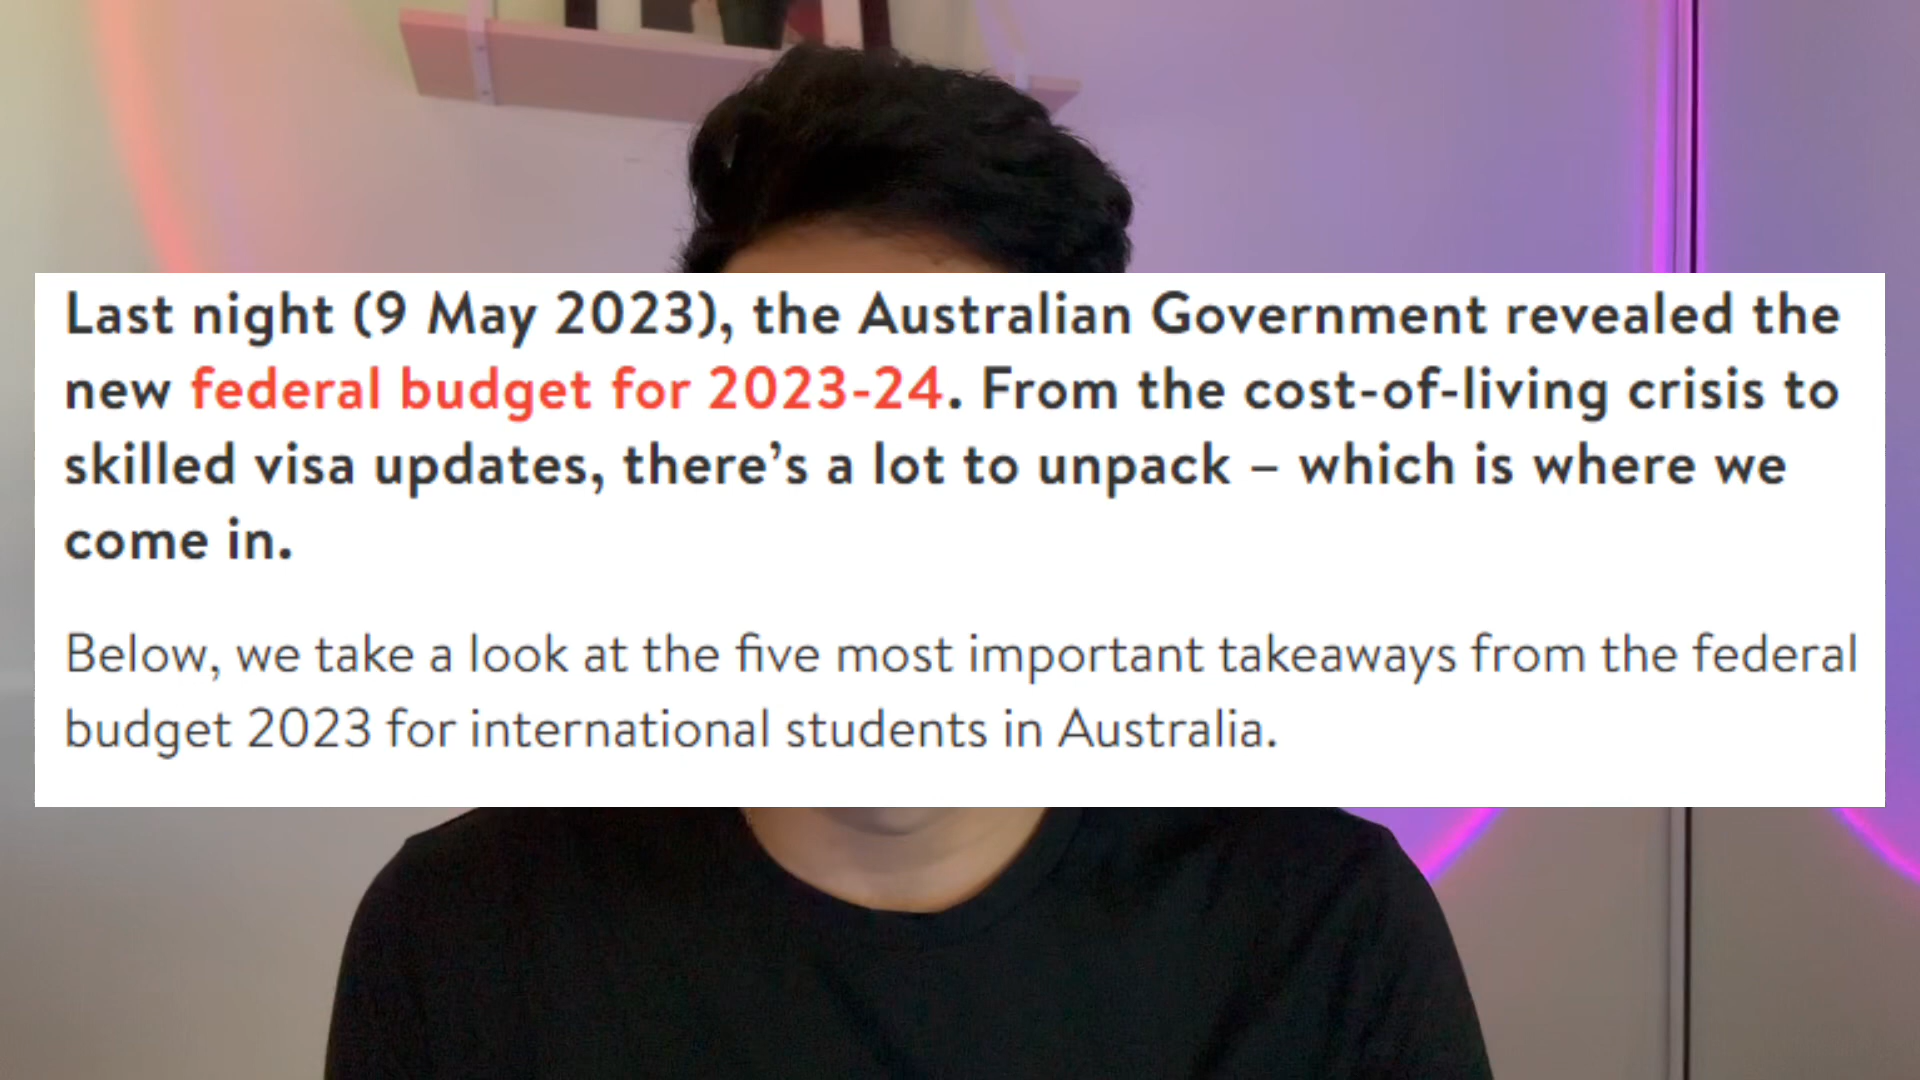 Last night (9 May 2023), the Australian Government revealed the
new federal budget for 2023-24. From the cost-of-living crisis to
skilled visa updates, there’s a lot to unpack – which is where we
come in.
Below, we take a look at the five most important takeaways from the federal
budget 2023 for international students in Australia.